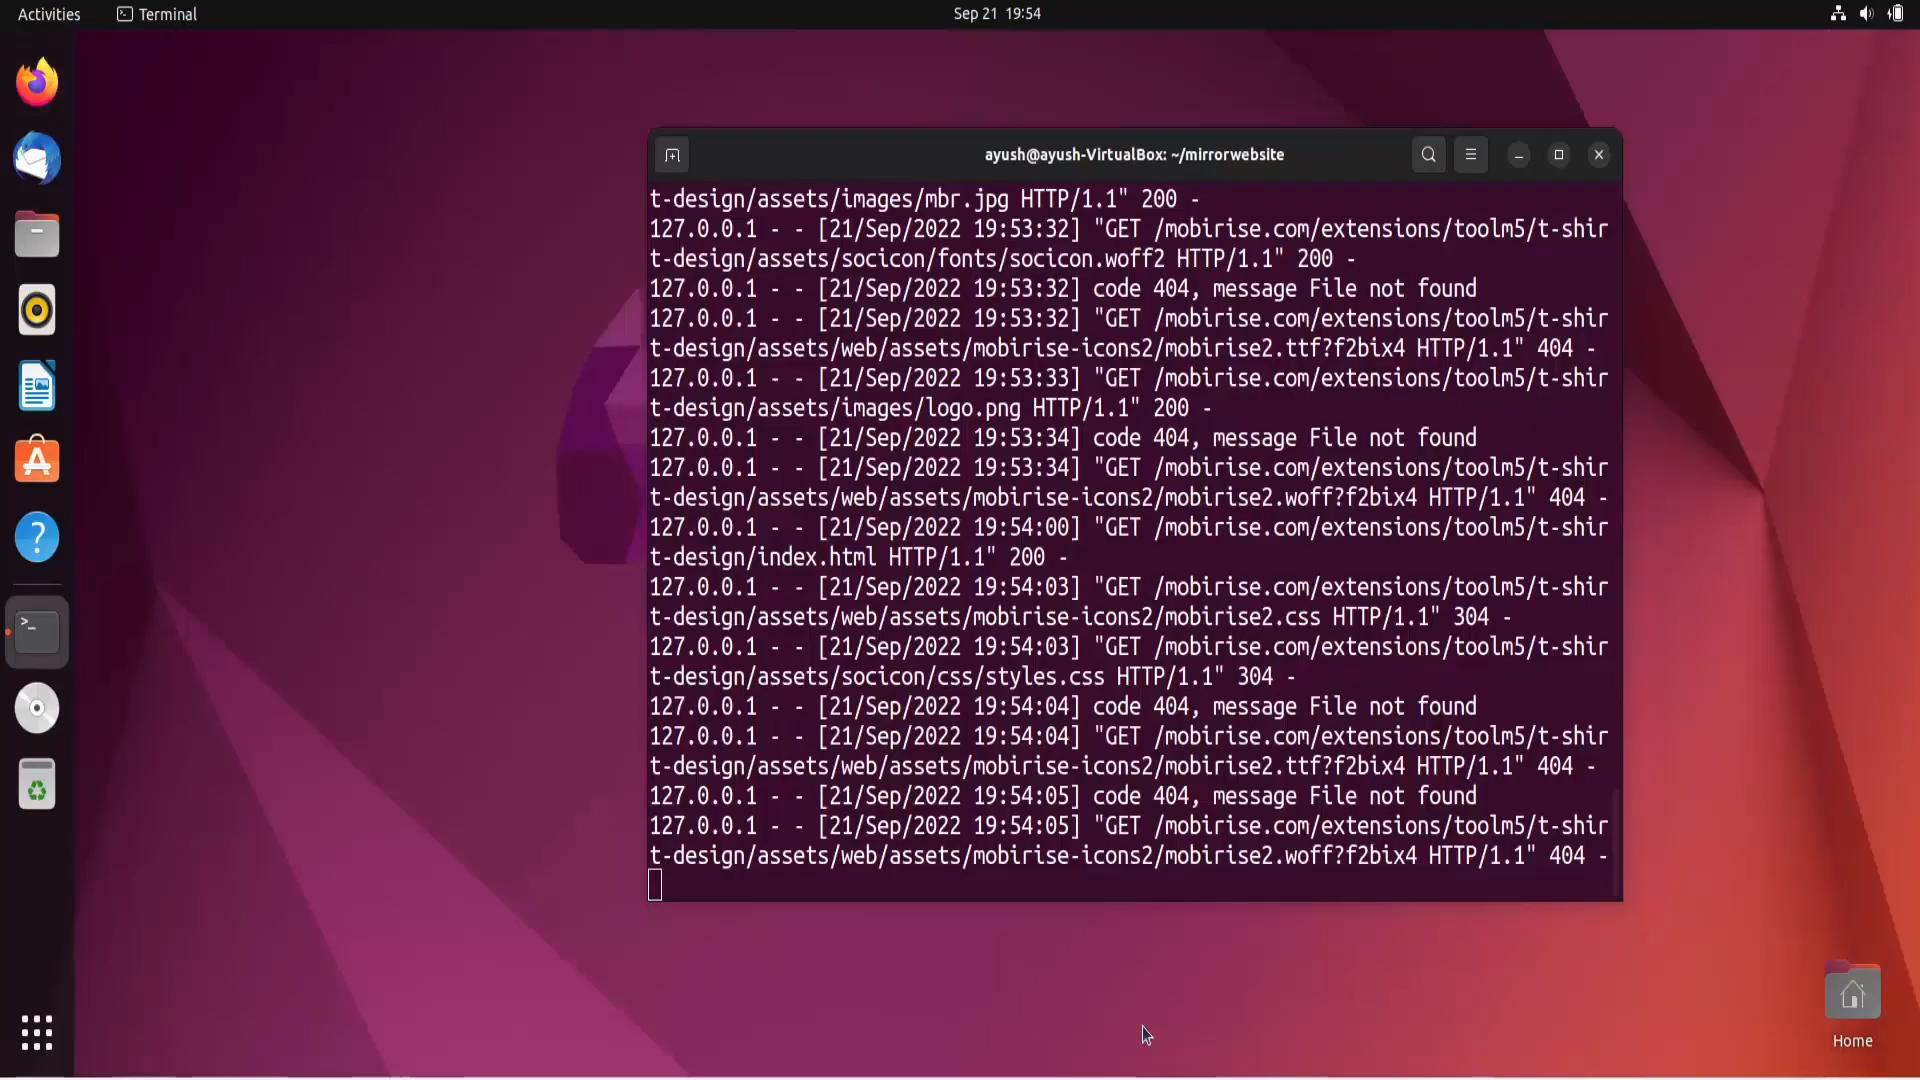 Activities Terminal Sep 21 19:54
ayush@ayush-VirtualBox: ~/mirrorwebsite
t-design/assets/images/mbr.jpg HTTP/1.1" 200 -
127.0.0.1 - - [21/Sep/2022 19:53:32] "GET /mobirise.com/extensions/toolm5/t-shir
t-design/assets/socicon/fonts/socicon.woff2 HTTP/1.1" 200 -
127.0.0.1 - - [21/Sep/2022 19:53:32] code 404, message File not found
127.0.0.1 - - [21/Sep/2022 19:53:32] "GET /mobirise.com/extensions/toolm5/t-shir
t-design/assets/web/assets/mobirise-icons2/mobirise2.ttf?f2bix4 HTTP/1.1" 404 -
127.0.0.1 - - [21/Sep/2022 19:53:33] "GET /mobirise.com/extensions/toolm5/t-shir
t-design/assets/images/logo.png HTTP/1.1" 200 -
127.0.0.1 - - [21/Sep/2022 19:53:34] code 404, message File not found
127.0.0.1 - - [21/Sep/2022 19:53:34] "GET /mobirise.com/extensions/toolm5/t-shir
t-design/assets/web/assets/mobirise-icons2/mobirise2.woff?f2bix4 HTTP/1.1" 404 -
127.0.0.1 - - [21/Sep/2022 19:54:00] "GET /mobirise.com/extensions/toolm5/t-shir
t-design/index.html HTTP/1.1" 200 -
127.0.0.1 - - [21/Sep/2022 19:54:03] "GET /mobirise.com/extensions/toolm5/t-shir
t-design/assets/web/assets/mobirise-icons2/mobirise2.css HTTP/1.1" 304 -
127.0.0.1 - - [21/Sep/2022 19:54:03] "GET /mobirise.com/extensions/toolm5/t-shir
t-design/assets/socicon/css/styles.css HTTP/1.1" 304 -
127.0.0.1 - - [21/Sep/2022 19:54:04] code 404, message File not found
127.0.0.1 - - [21/Sep/2022 19:54:04] "GET /mobirise.com/extensions/toolm5/t-shir
t-design/assets/web/assets/mobirise-icons2/mobirise2.ttf?f2bix4 HTTP/1.1" 404 -
127.0.0.1 - - [21/Sep/2022 19:54:05] code 404, message File not found
127.0.0.1 - - [21/Sep/2022 19:54:05] "GET /mobirise.com/extensions/toolm5/t-shir
t-design/assets/web/assets/mobirise-icons2/mobirise2.woff?f2bix4 HTTP/1.1" 404 -
Home